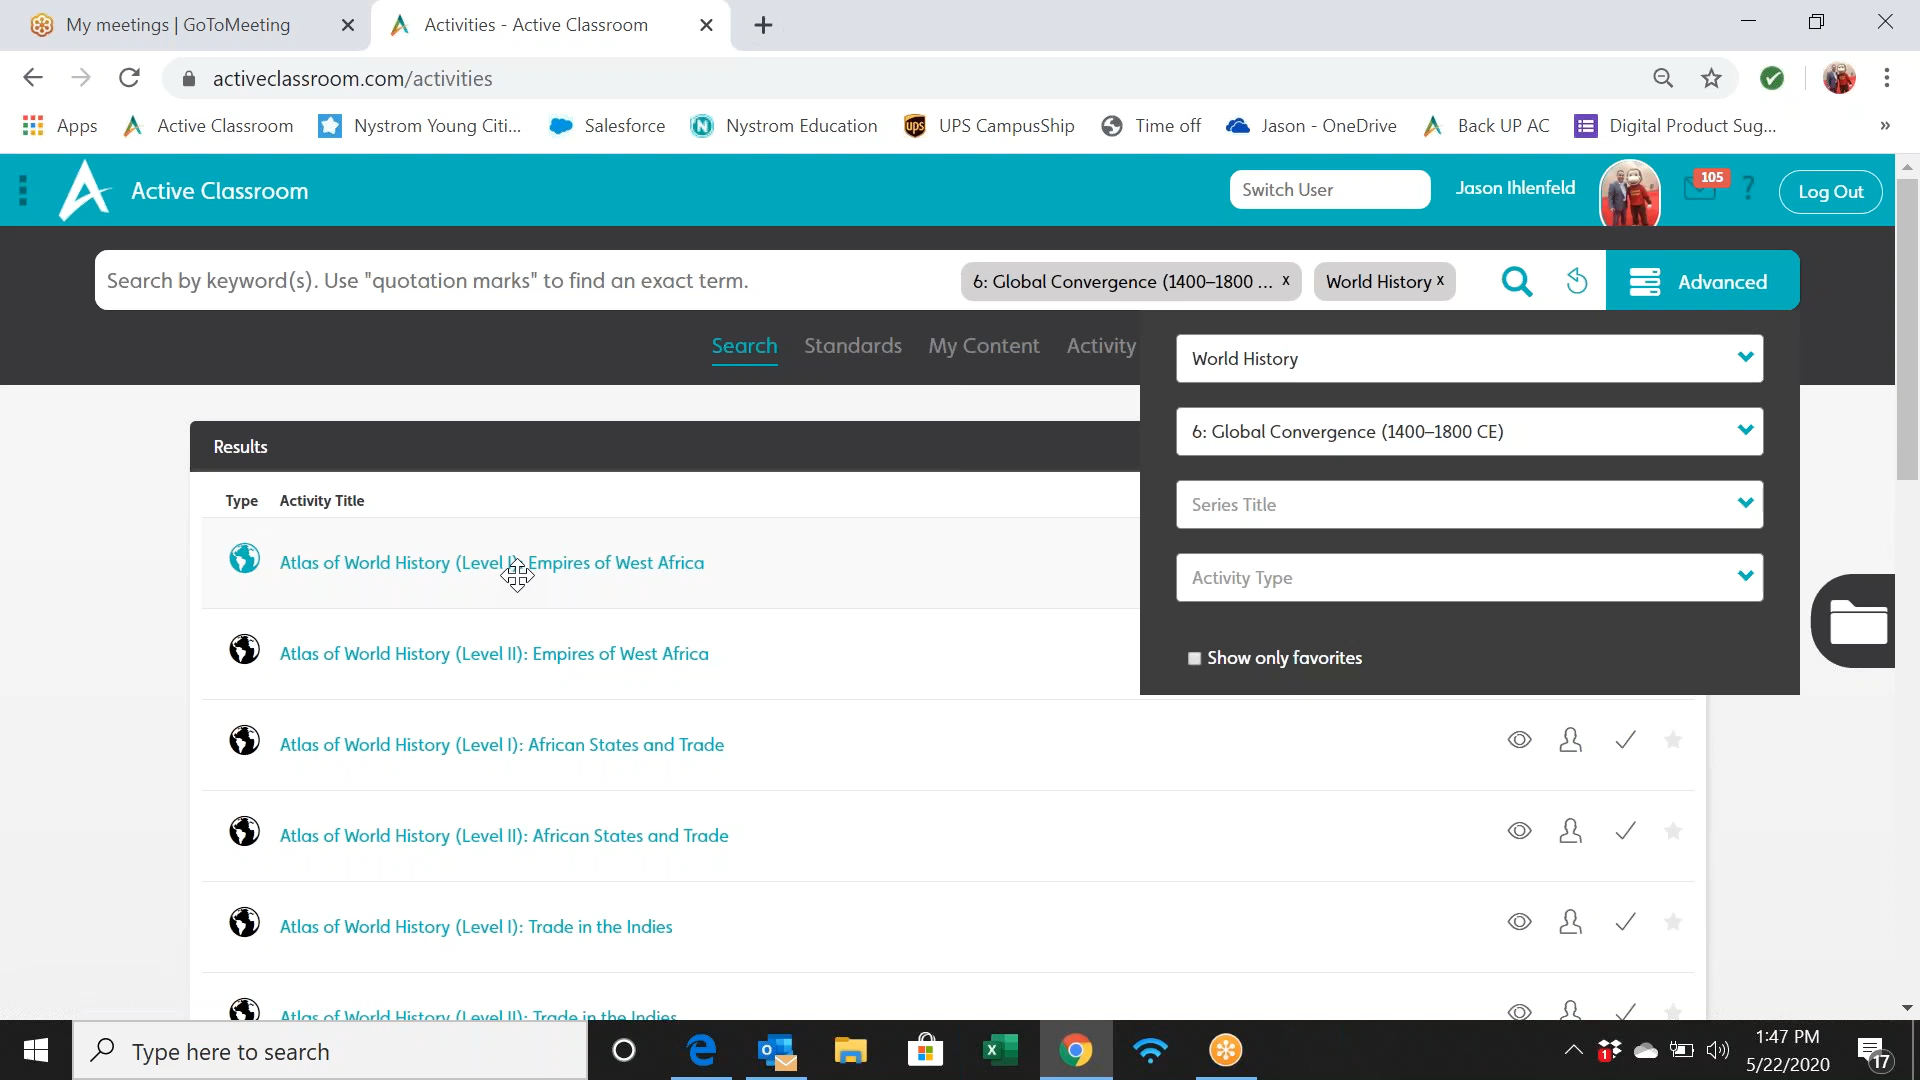 My meetings | GoToMeeting
Activities - Active Classroom
activeclassroom.com/activities
Apps
Active Classroom
Nystrom Young Citi...
Salesforce
Nystrom Education
UPS CampusShip
Time off
Jason - OneDrive
Back UP AC
Digital Product Sug...
»
Active Classroom
Switch User
Jason Ihlenfeld
105
?
Log Out
Search by keyword(s). Use "quotation marks" to find an exact term.
6: Global Convergence (1400–1800 ... x
World History x
Advanced
Search
Standards
My Content
Activity
World History
6: Global Convergence (1400–1800 CE)
Series Title
Activity Type
Show only favorites
Results
Type Activity Title
Atlas of World History (Level I): Empires of West Africa
Atlas of World History (Level II): Empires of West Africa
Atlas of World History (Level I): African States and Trade
Atlas of World History (Level II): African States and Trade
Atlas of World History (Level I): Trade in the Indies
Atlas of World History (Level II): Trade in the Indies
Type here to search
1
1:47 PM
5/22/2020
17